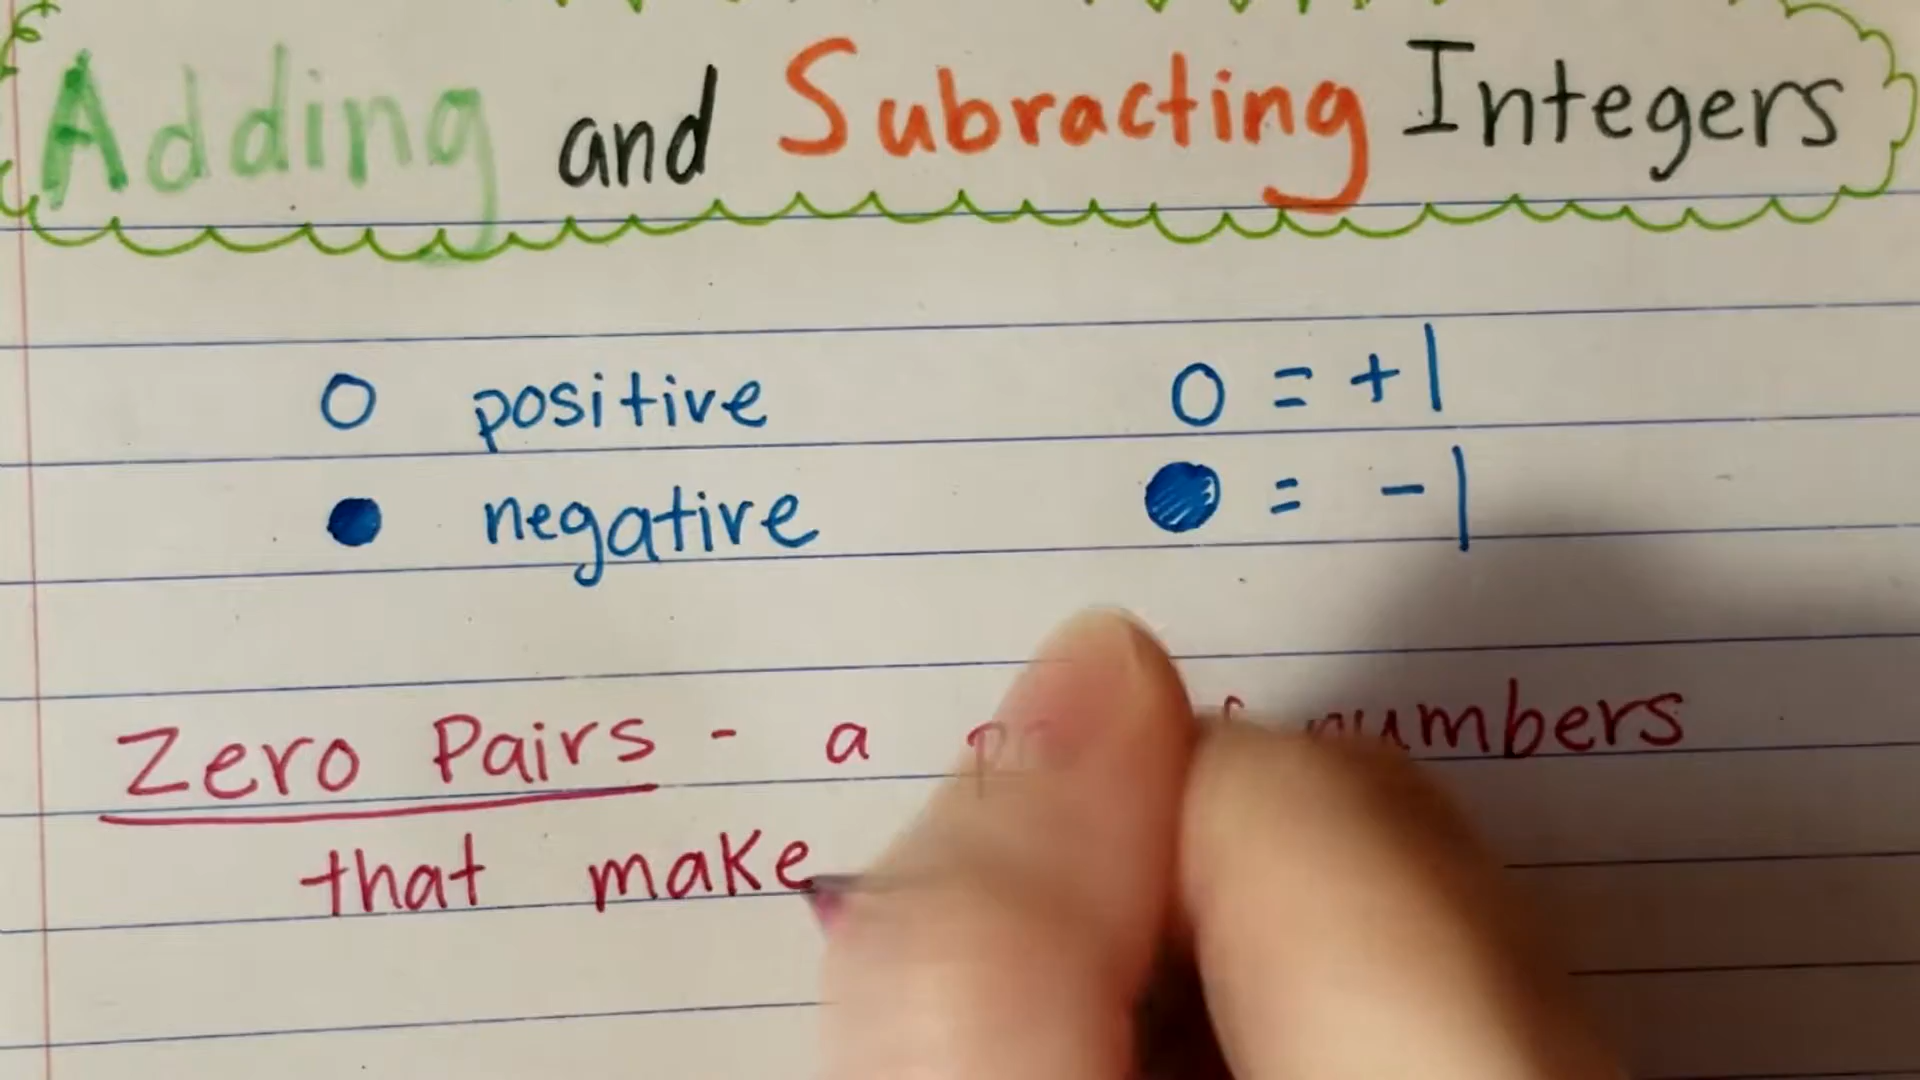 Adding and Subracting Integers
O positive O = +1
● negative ● = -1
Zero Pairs - a numbers
that make